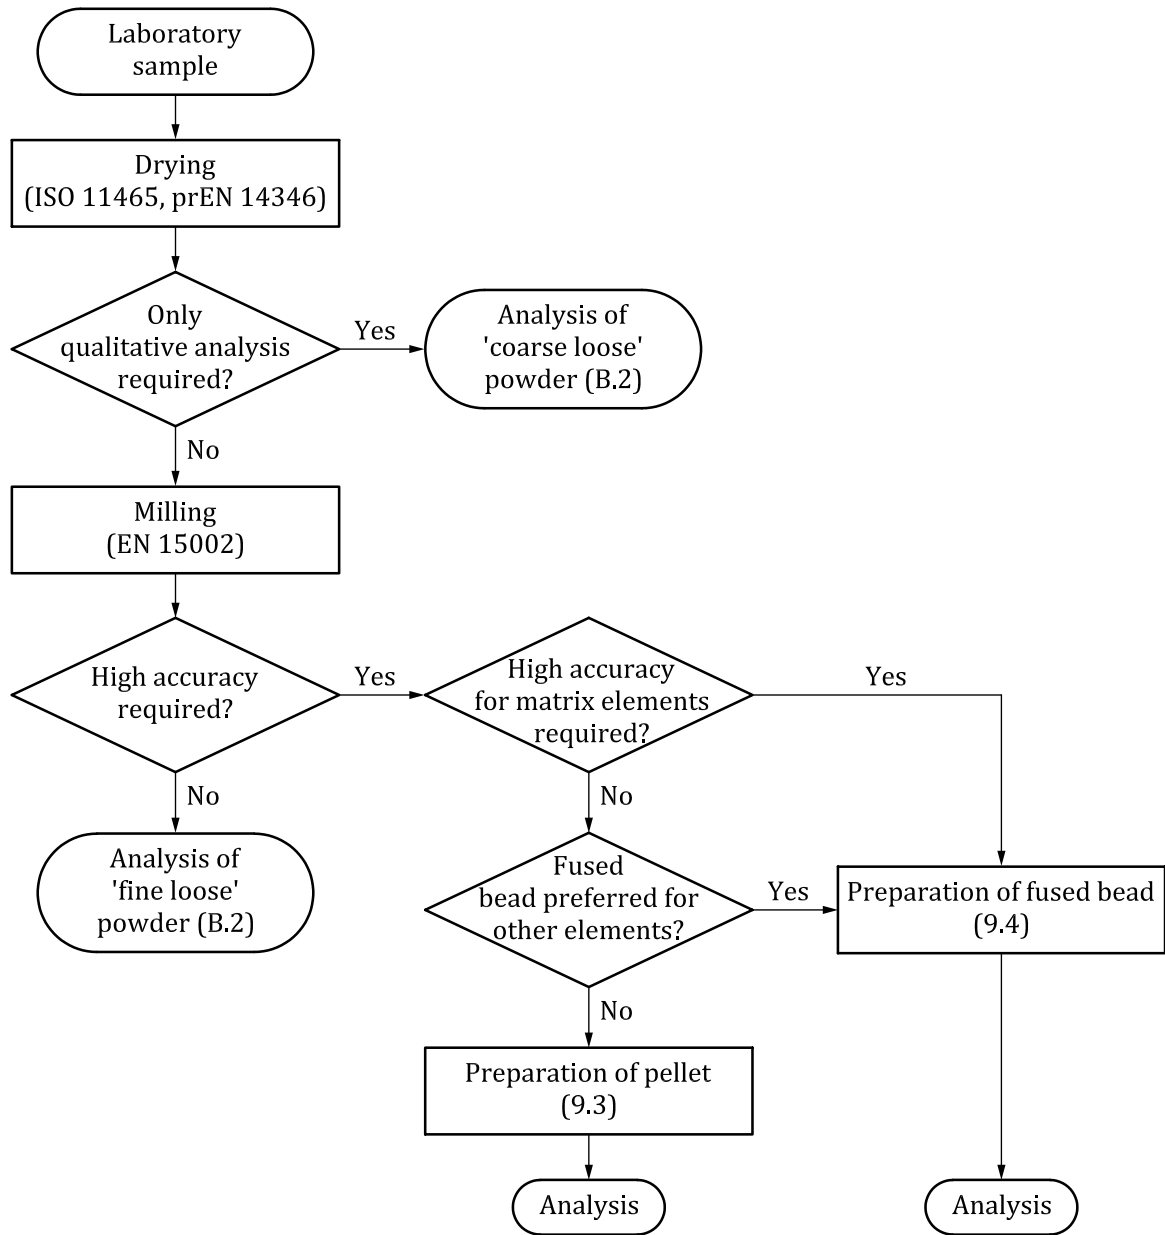 Laboratory
sample
Drying
(ISO 11465, prEN 14346)
Only
qualitative analysis
required?
Yes
Analysis of
'coarse loose'
powder (B.2)
No
Milling
(EN 15002)
High accuracy
required?
Yes
High accuracy
for matrix elements
required?
Yes
No
No
Analysis of
'fine loose'
powder (B.2)
Fused
bead preferred for
other elements?
Yes
Preparation of fused bead
(9.4)
No
Preparation of pellet
(9.3)
Analysis
Analysis